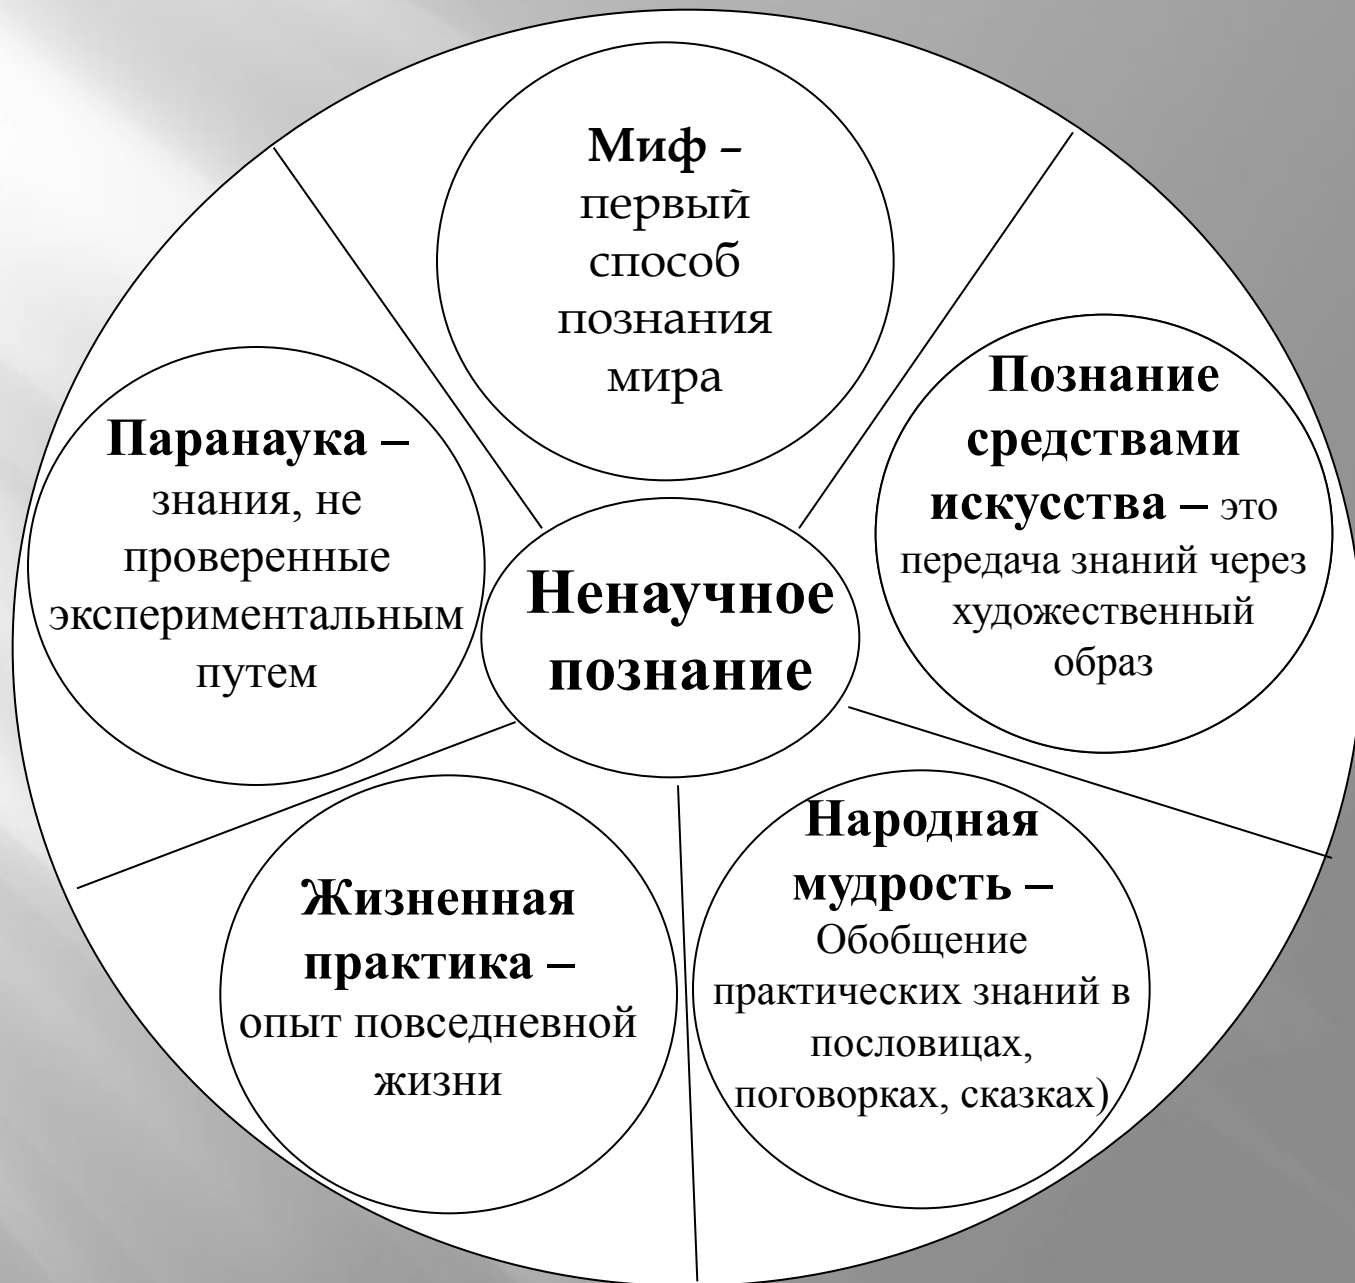 Миф –
первый
способ
познания
мира
Познание
средствами
искусства – это
передача знаний через
художественный
образ
Паранаука –
знания, не
проверенные
экспериментальным
путем
Ненаучное
познание
Народная
мудрость –
Обобщение
практических знаний в
пословицах,
поговорках, сказках)
Жизненная
практика –
опыт повседневной
жизни